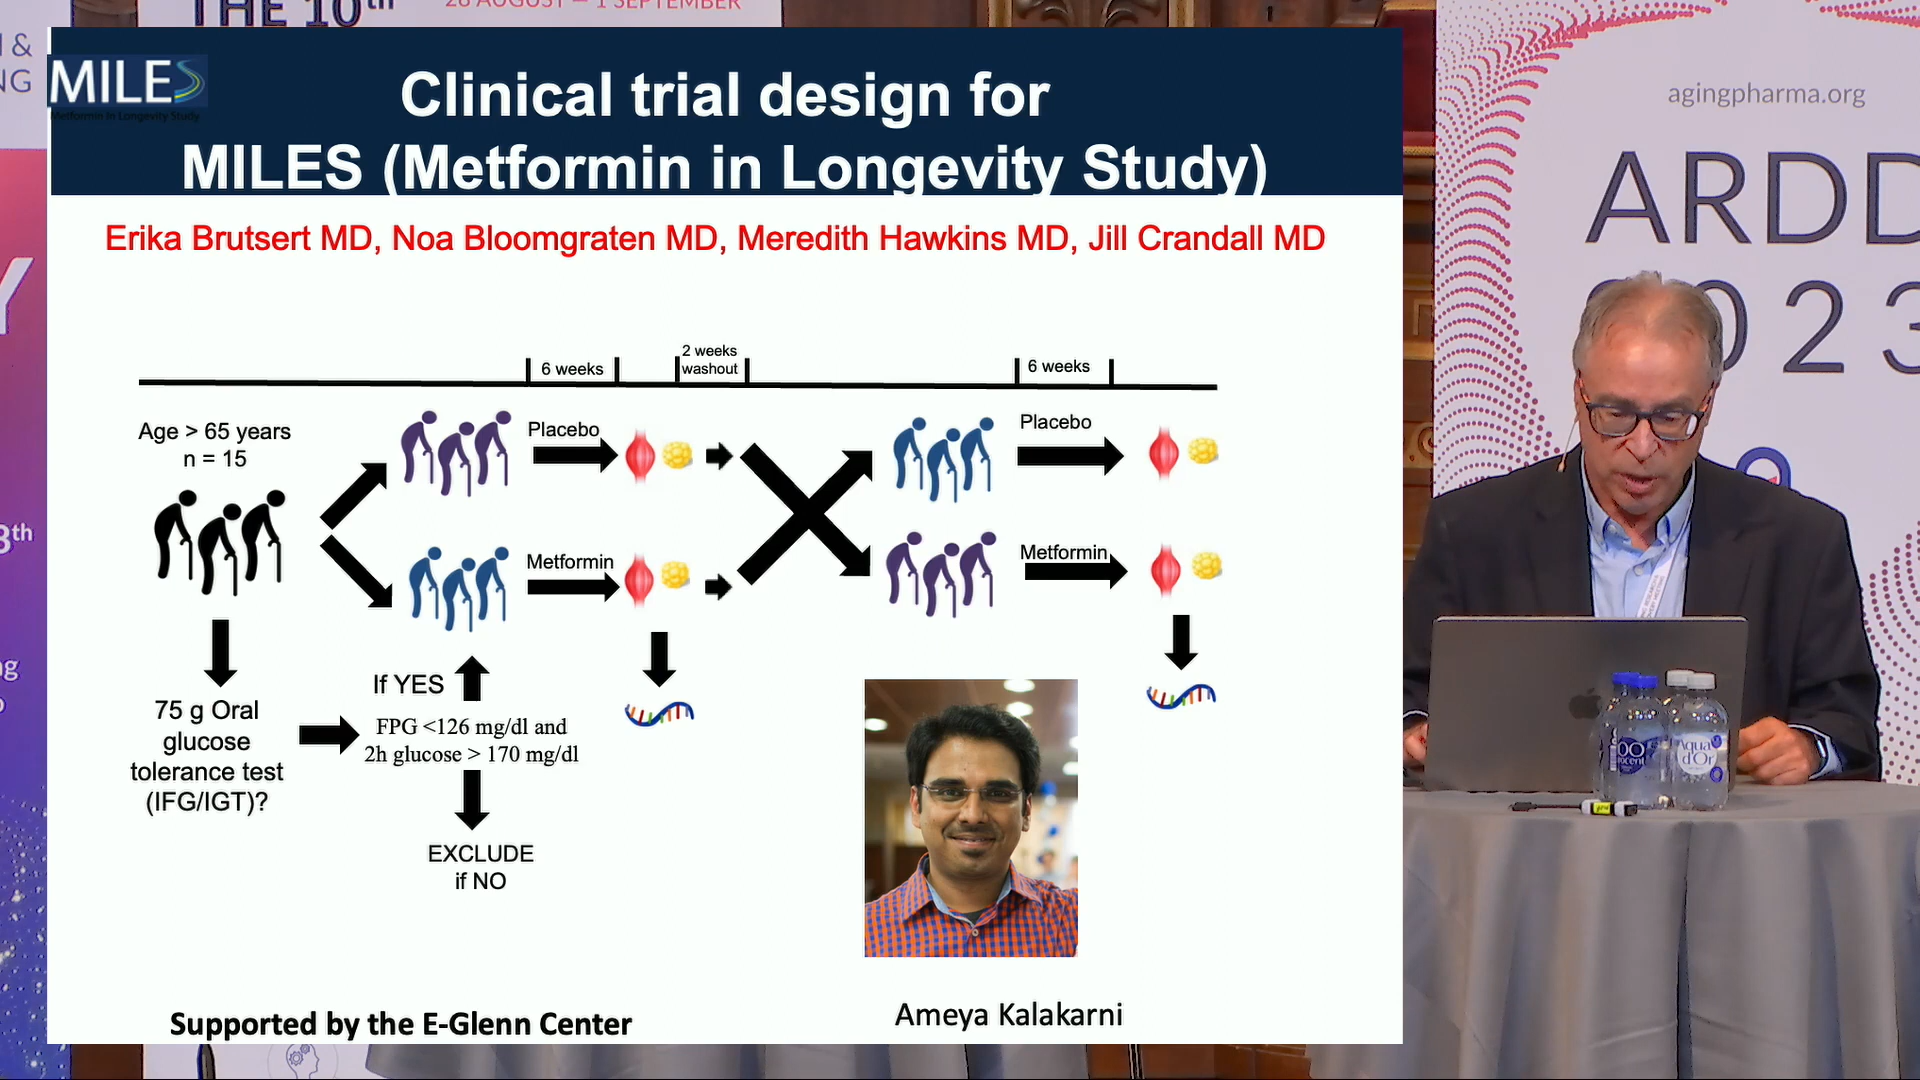 THE 10th
28 AUGUST – 1 SEPTEMBER
&
NG
MILES
Metformin In Longevity Study
Clinical trial design for
MILES (Metformin in Longevity Study)
Erika Brutsert MD, Noa Bloomgraten MD, Meredith Hawkins MD, Jill Crandall MD
6 weeks
2 weeks
washout
6 weeks
Age > 65 years
n = 15
Placebo
Placebo
Metformin
Metformin
If YES
75 g Oral
glucose
tolerance test
(IFG/IGT)?
FPG <126 mg/dl and
2h glucose > 170 mg/dl
EXCLUDE
if NO
Supported by the E-Glenn Center
Ameya Kalakarni
agingpharma.org
ARDD
2023
Aqua
d'Or